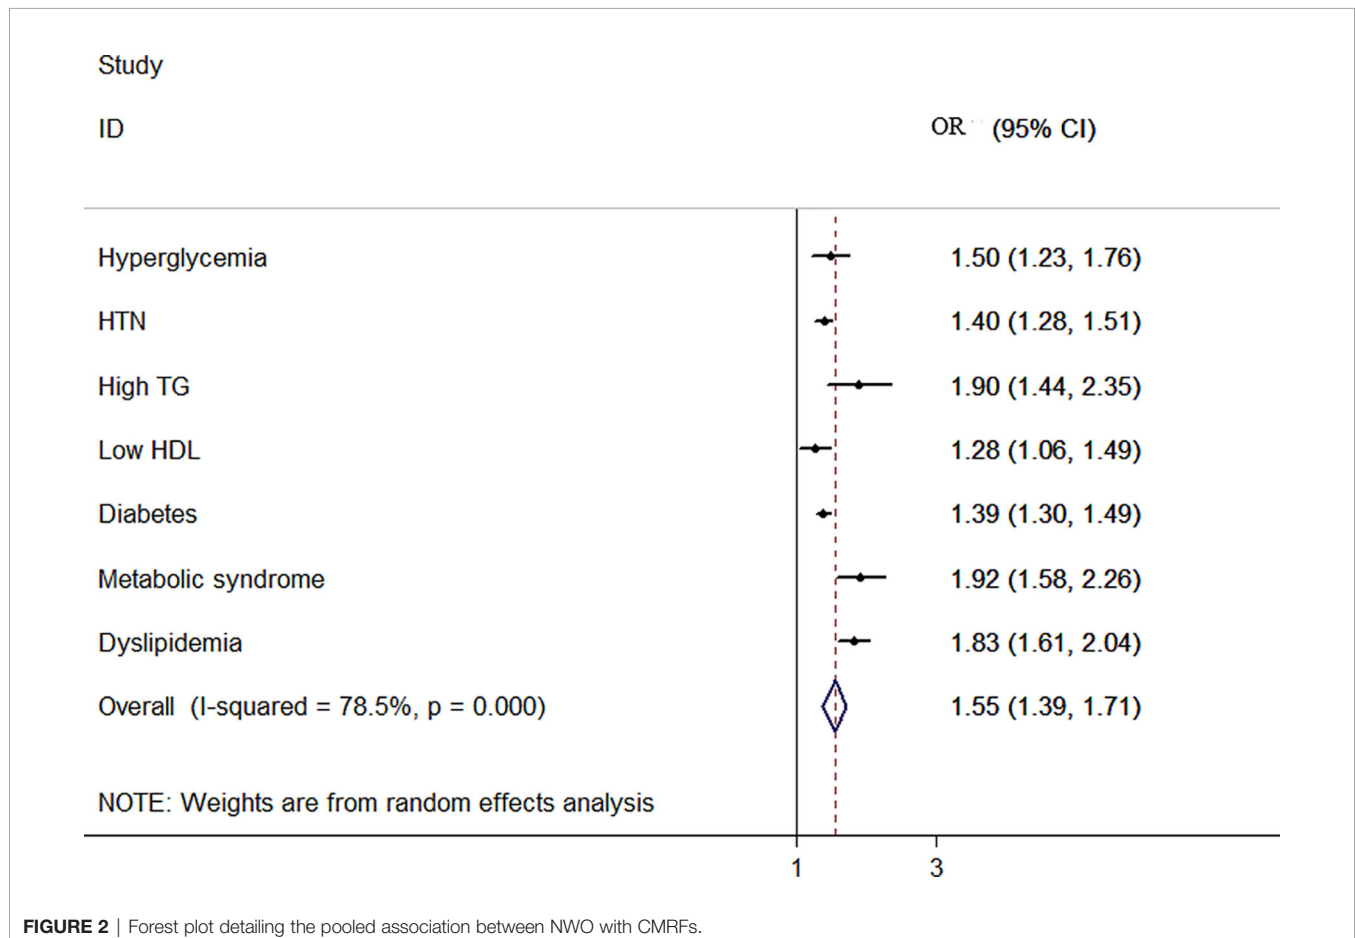 Study
ID OR (95% CI)
Hyperglycemia 1.50 (1.23, 1.76)
HTN 1.40 (1.28, 1.51)
High TG 1.90 (1.44, 2.35)
Low HDL 1.28 (1.06, 1.49)
Diabetes 1.39 (1.30, 1.49)
Metabolic syndrome 1.92 (1.58, 2.26)
Dyslipidemia 1.83 (1.61, 2.04)
Overall (I-squared = 78.5%, p = 0.000) 1.55 (1.39, 1.71)
NOTE: Weights are from random effects analysis
1 3
FIGURE 2 | Forest plot detailing the pooled association between NWO with CMRFs.